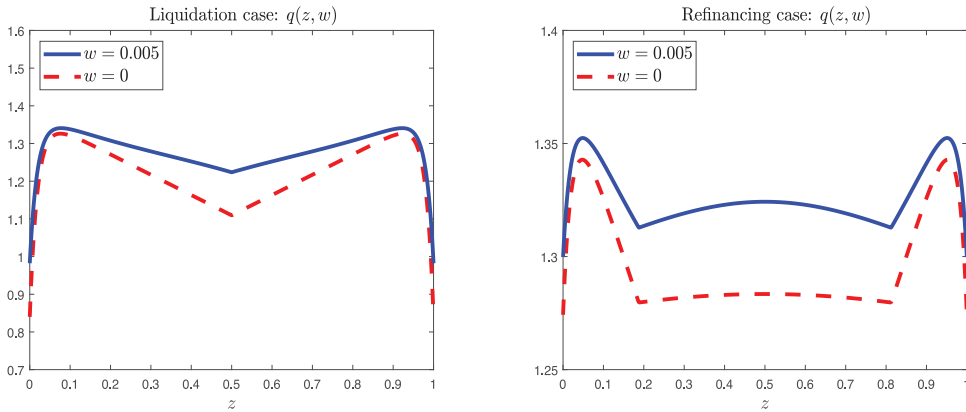 Liquidation case: q(z, w)
1.6
1.5
1.4
1.3
1.2
1.1
1
0.9
0.8
0.7
w = 0.005
w = 0
0 0.1 0.2 0.3 0.4 0.5 0.6 0.7 0.8 0.9 1
z
Refinancing case: q(z, w)
1.4
1.35
1.3
1.25
w = 0.005
w = 0
0 0.1 0.2 0.3 0.4 0.5 0.6 0.7 0.8 0.9 1
z